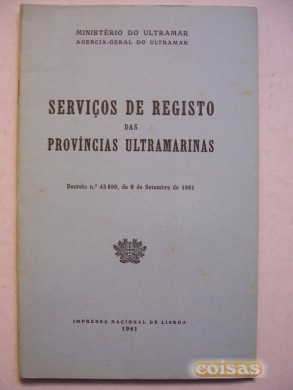 MINISTÉRIO DO ULTRAMAR
AGENCIA-GERAL DO ULTRAMAR
SERVIÇOS DE REGISTO
DAS
PROVÍNCIAS ULTRAMARINAS
Decreto n.º 43 899, de 6 de Setembro de 1961
IMPRENSA NACIONAL DE LISBOA
1961
coisas